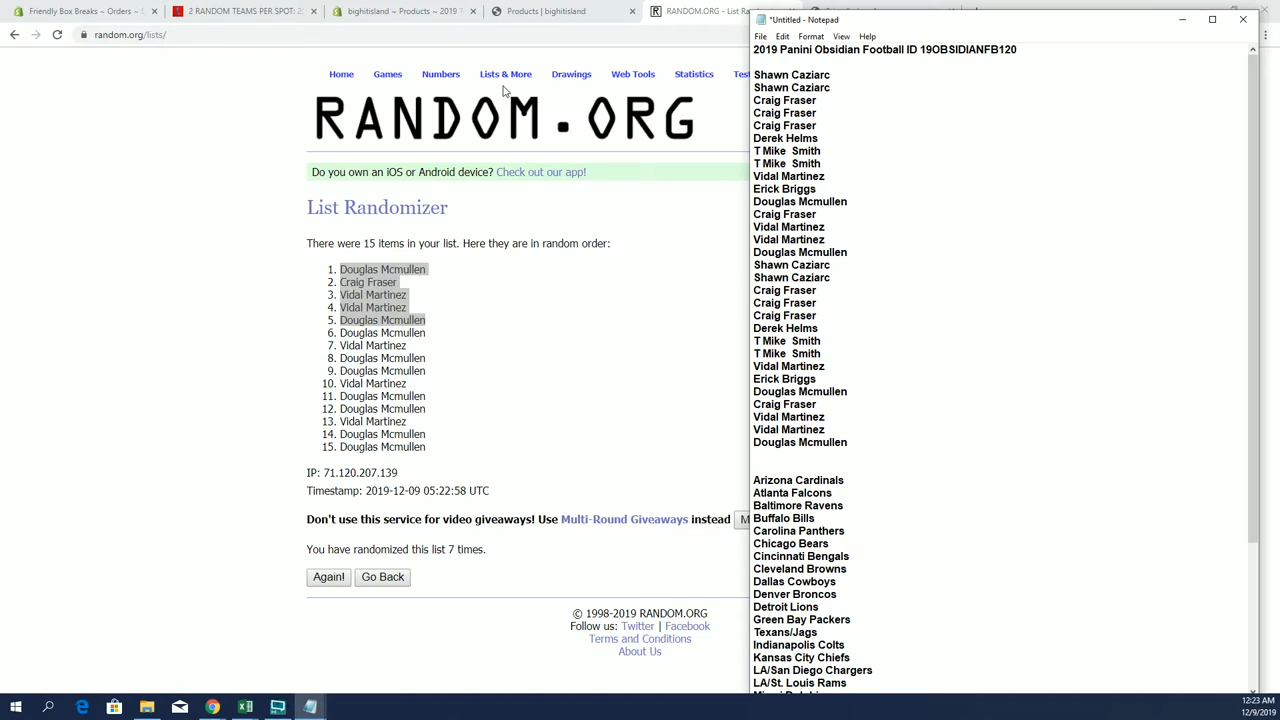 Friendly Box Breaks ~ Orders ~ S
2 RANDOM TEAMS PER SPOT: 20
bighitisland ~ Products ~ 2019 P
Products | bighitisland
RANDOM.ORG - List Ra
*Untitled - Notepad
random.org/lists/
File Edit Format View Help
2019 Panini Obsidian Football ID 19OBSIDIANFB120
Home Games Numbers Lists & More Drawings Web Tools Statistics Test
RANDOM.ORG
Do you own an iOS or Android device? Check out our app!
List Randomizer
There were 15 items in your list. Here they are in random order:
1. Douglas Mcmullen
2. Craig Fraser
3. Vidal Martinez
4. Vidal Martinez
5. Douglas Mcmullen
6. Douglas Mcmullen
7. Vidal Martinez
8. Douglas Mcmullen
9. Douglas Mcmullen
10. Vidal Martinez
11. Douglas Mcmullen
12. Douglas Mcmullen
13. Vidal Martinez
14. Douglas Mcmullen
15. Douglas Mcmullen
IP: 71.120.207.139
Timestamp: 2019-12-09 05:22:58 UTC
Don't use this service for video giveaways! Use Multi-Round Giveaways instead M
You have randomized this list 7 times.
Again! Go Back
© 1998-2019 RANDOM.ORG
Follow us: Twitter | Facebook
Terms and Conditions
About Us
Shawn Caziarc
Shawn Caziarc
Craig Fraser
Craig Fraser
Craig Fraser
Derek Helms
T Mike  Smith
T Mike  Smith
Vidal Martinez
Erick Briggs
Douglas Mcmullen
Craig Fraser
Vidal Martinez
Vidal Martinez
Douglas Mcmullen
Shawn Caziarc
Shawn Caziarc
Craig Fraser
Craig Fraser
Craig Fraser
Derek Helms
T Mike  Smith
T Mike  Smith
Vidal Martinez
Erick Briggs
Douglas Mcmullen
Craig Fraser
Vidal Martinez
Vidal Martinez
Douglas Mcmullen
Arizona Cardinals
Atlanta Falcons
Baltimore Ravens
Buffalo Bills
Carolina Panthers
Chicago Bears
Cincinnati Bengals
Cleveland Browns
Dallas Cowboys
Denver Broncos
Detroit Lions
Green Bay Packers
Texans/Jags
Indianapolis Colts
Kansas City Chiefs
LA/San Diego Chargers
LA/St. Louis Rams
12:23 AM
12/9/2019